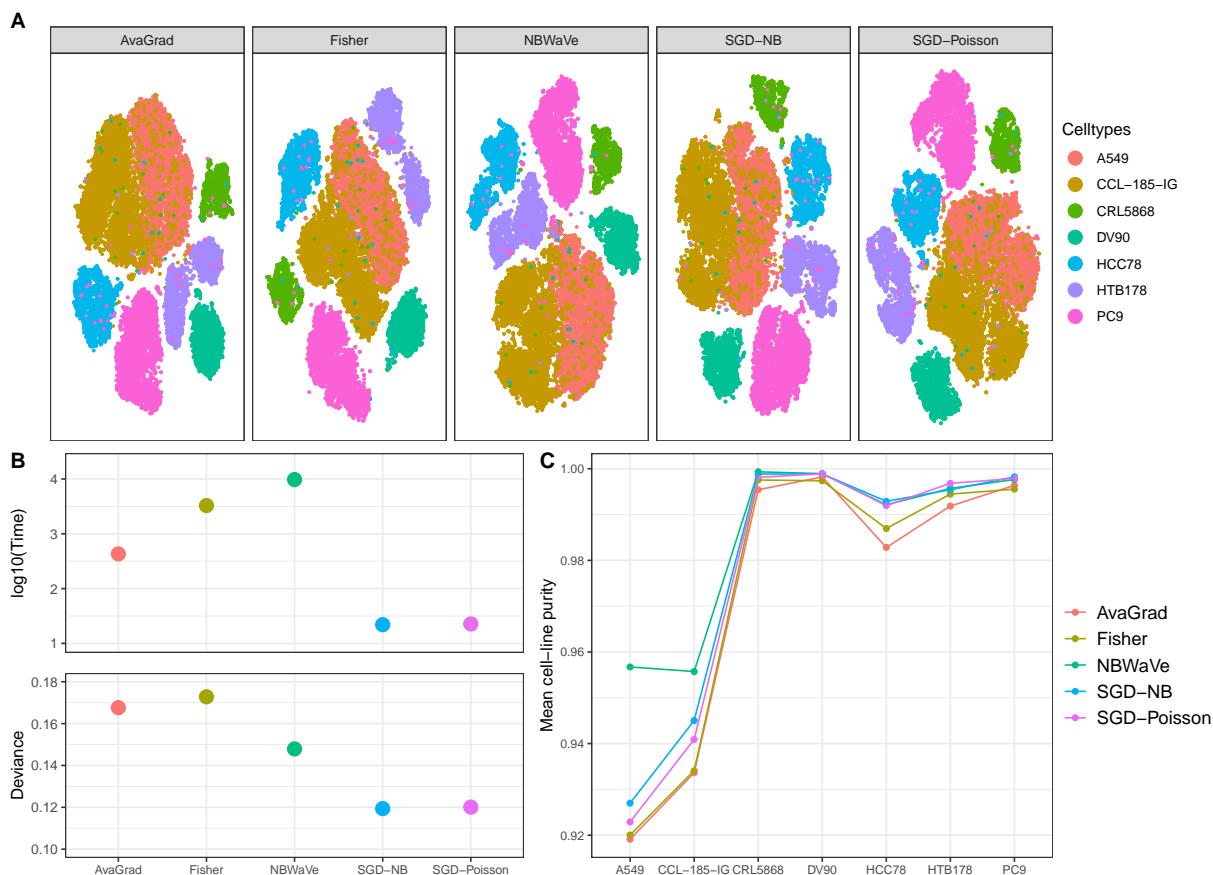 A
AvaGrad
Fisher
NBWaVe
SGD−NB
SGD−Poisson
Celltypes
A549
CCL−185−IG
CRL5868
DV90
HCC78
HTB178
PC9
B
log10(Time)
4
3
2
1
Deviance
0.18
0.16
0.14
0.12
0.10
AvaGrad
Fisher
NBWaVe
SGD−NB
SGD−Poisson
C
Mean cell−line purity
1.00
0.98
0.96
0.94
0.92
A549
CCL−185−IG
CRL5868
DV90
HCC78
HTB178
PC9
AvaGrad
Fisher
NBWaVe
SGD−NB
SGD−Poisson